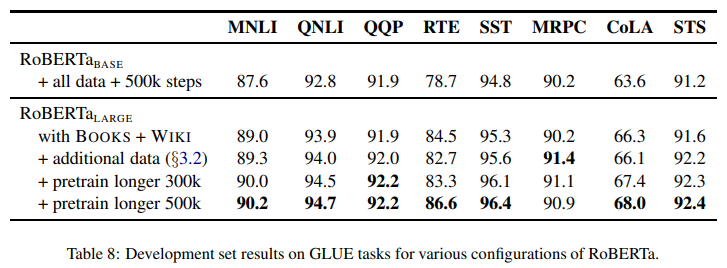 MNLI QNLI QQP RTE SST MRPC CoLA STS
RoBERTaBASE
+ all data + 500k steps 87.6 92.8 91.9 78.7 94.8 90.2 63.6 91.2
RoBERTaLARGE
with BOOKS + WIKI 89.0 93.9 91.9 84.5 95.3 90.2 66.3 91.6
+ additional data (§3.2) 89.3 94.0 92.0 82.7 95.6 91.4 66.1 92.2
+ pretrain longer 300k 90.0 94.5 92.2 83.3 96.1 91.1 67.4 92.3
+ pretrain longer 500k 90.2 94.7 92.2 86.6 96.4 90.9 68.0 92.4
Table 8: Development set results on GLUE tasks for various configurations of RoBERTa.